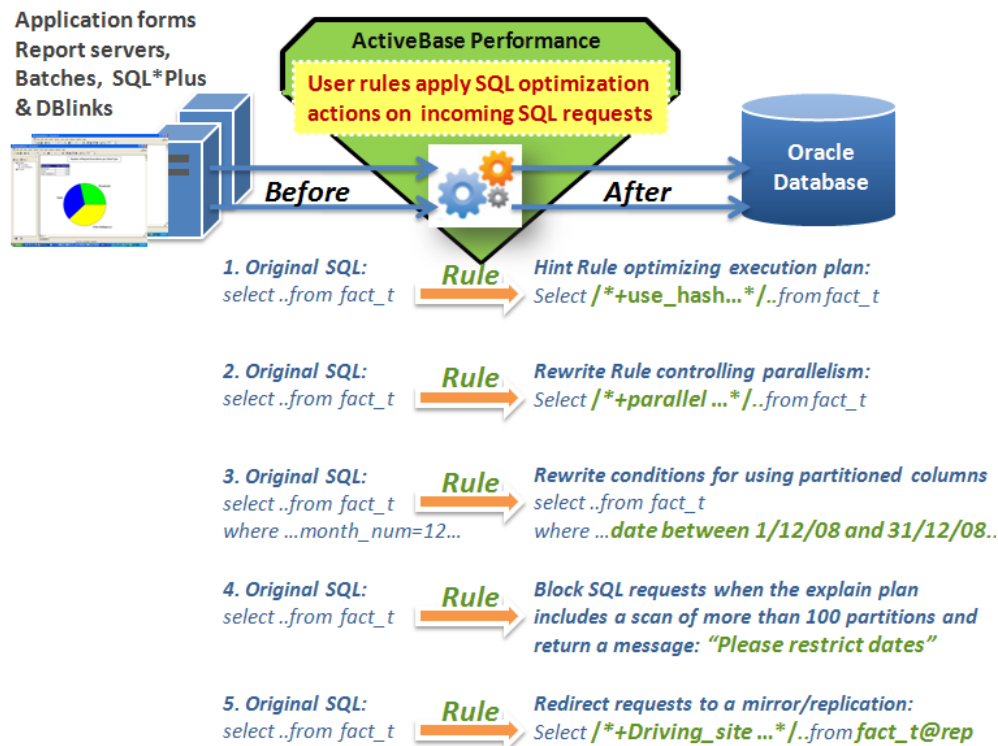 Application forms
Report servers,
Batches, SQL*Plus
& DBlinks
ActiveBase Performance
User rules apply SQL optimization
actions on incoming SQL requests
Before
After
Oracle
Database
1. Original SQL:
select ..from fact_t
Rule
Hint Rule optimizing execution plan:
Select /*+use_hash...*/..from fact_t
2. Original SQL:
select ..from fact_t
Rule
Rewrite Rule controlling parallelism:
Select /*+parallel ...*/..from fact_t
3. Original SQL:
select ..from fact_t
where ...month_num=12...
Rule
Rewrite conditions for using partitioned columns
select ..from fact_t
where ...date between 1/12/08 and 31/12/08..
4. Original SQL:
select ..from fact_t
Rule
Block SQL requests when the explain plan
includes a scan of more than 100 partitions and
return a message: “Please restrict dates”
5. Original SQL:
select ..from fact_t
Rule
Redirect requests to a mirror/replication:
Select /*+Driving_site ...*/..from fact_t@rep